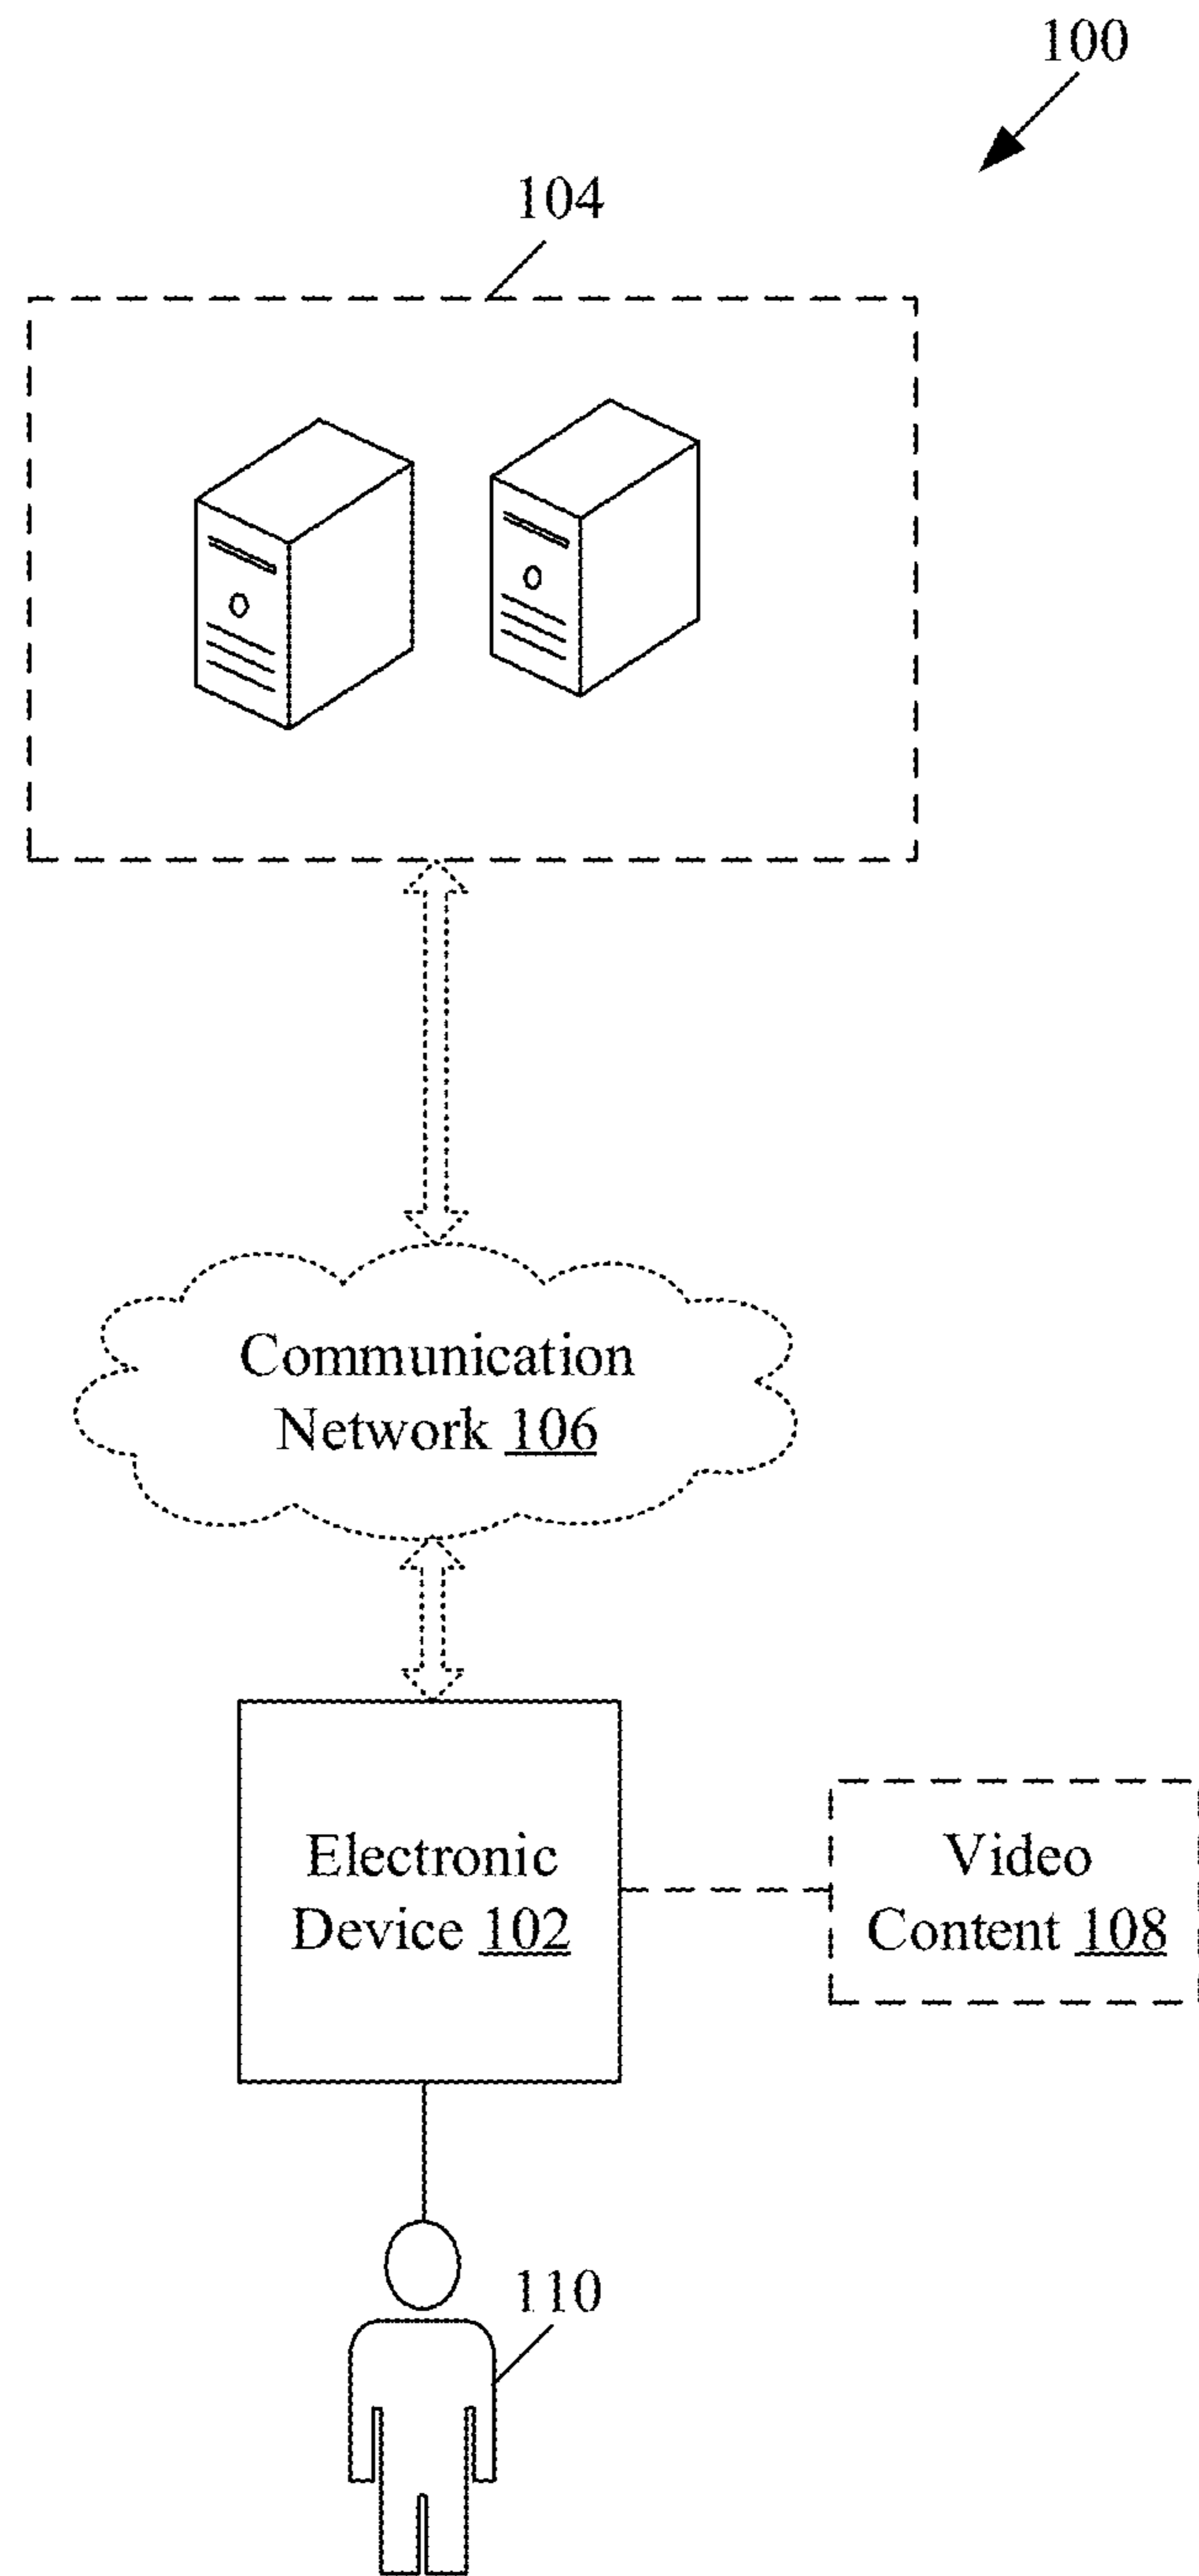 100
104
Communication
Network 106
Electronic
Device 102
Video
Content 108
110